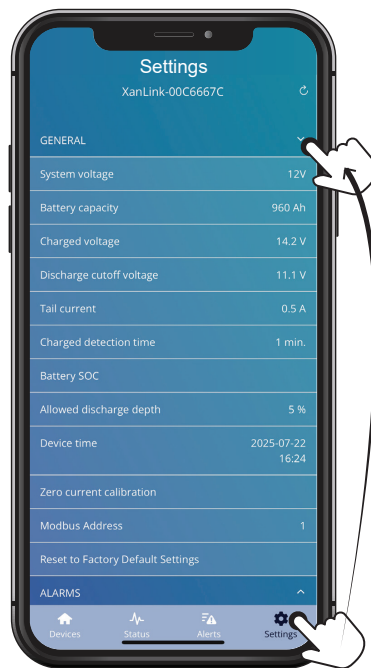 Settings
XanLink-00C6667C
GENERAL
System voltage 12V
Battery capacity 960 Ah
Charged voltage 14.2 V
Discharge cutoff voltage 11.1 V
Tail current 0.5 A
Charged detection time 1 min.
Battery SOC
Allowed discharge depth 5 %
Device time 2025-07-22
16:24
Zero current calibration
Modbus Address 1
Reset to Factory Default Settings
ALARMS
Devices Status Alerts Settings